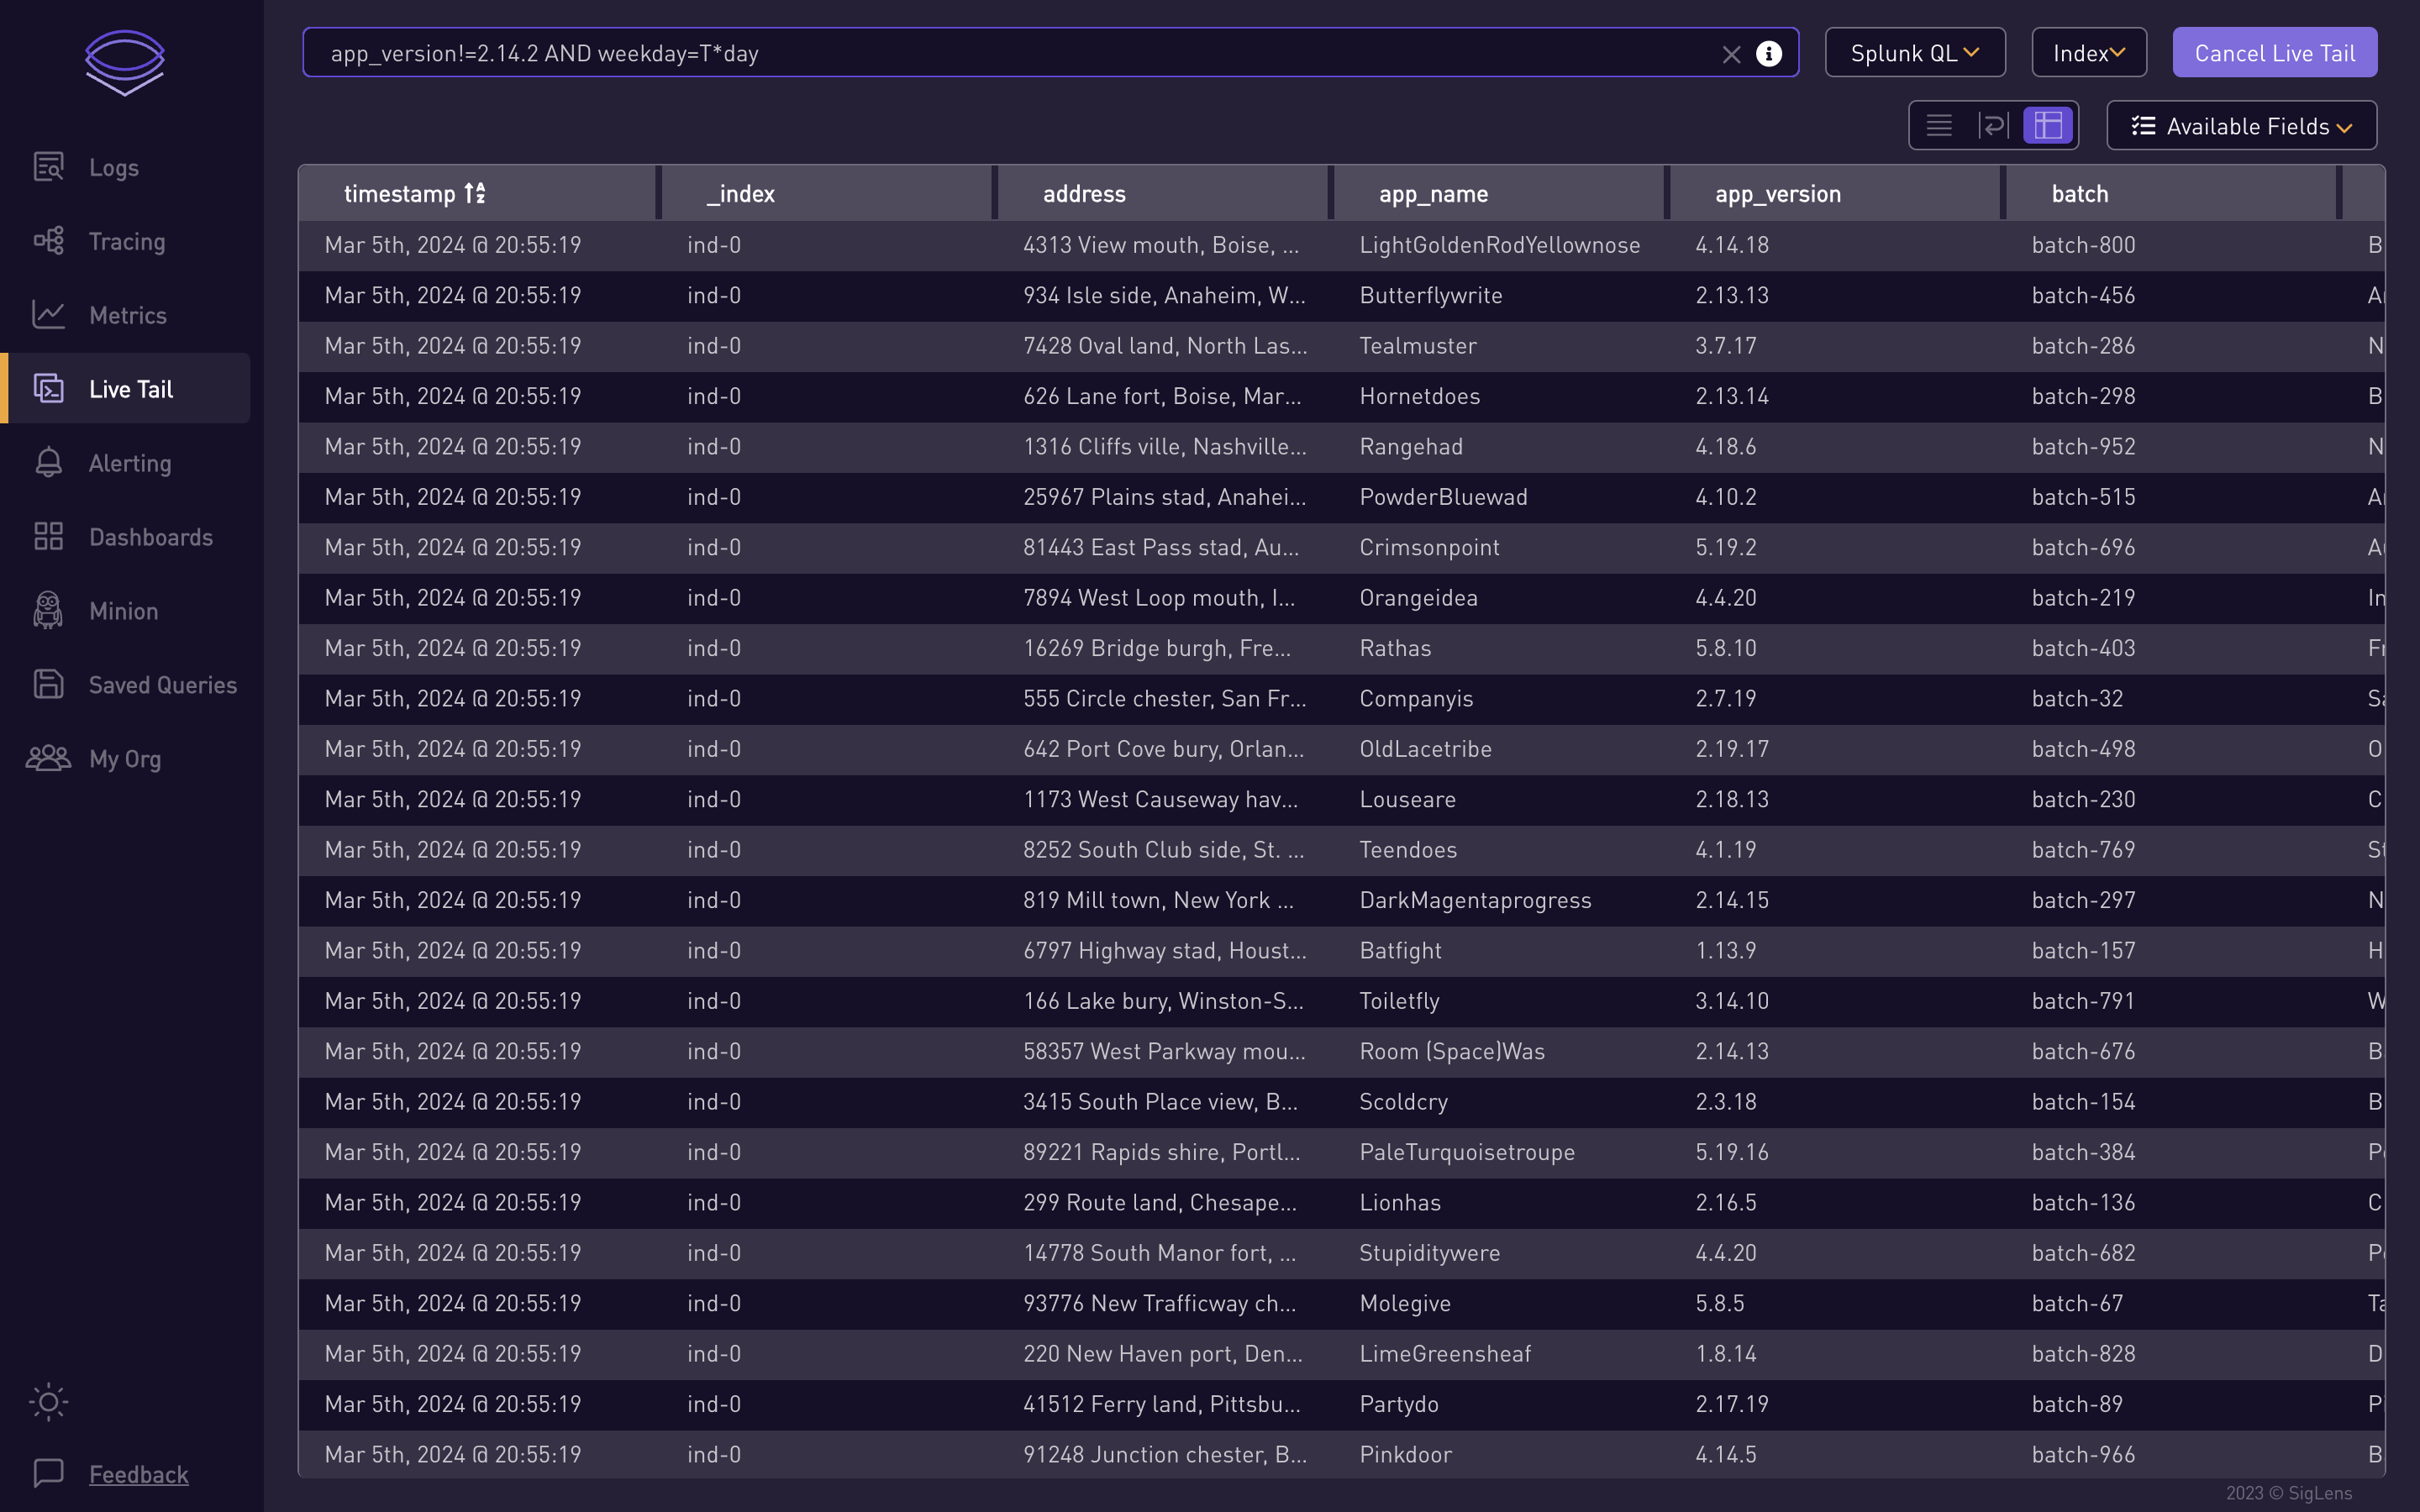 app_version!=2.14.2 AND weekday=T*day
Splunk QL
Index
Cancel Live Tail
Available Fields
Logs
Tracing
Metrics
Live Tail
Alerting
Dashboards
Minion
Saved Queries
My Org
Feedback
timestamp _index address app_name app_version batch
Mar 5th, 2024 @ 20:55:19 ind-0 4313 View mouth, Boise, ... LightGoldenRodYellownose 4.14.18 batch-800 B
Mar 5th, 2024 @ 20:55:19 ind-0 934 Isle side, Anaheim, W... Butterflywrite 2.13.13 batch-456
Mar 5th, 2024 @ 20:55:19 ind-0 7428 Oval land, North Las... Tealmuster 3.7.17 batch-286 N
Mar 5th, 2024 @ 20:55:19 ind-0 626 Lane fort, Boise, Mar... Hornetdoes 2.13.14 batch-298 B
Mar 5th, 2024 @ 20:55:19 ind-0 1316 Cliffs ville, Nashville... Rangehad 4.18.6 batch-952 N
Mar 5th, 2024 @ 20:55:19 ind-0 25967 Plains stad, Anahei... PowderBluewad 4.10.2 batch-515
Mar 5th, 2024 @ 20:55:19 ind-0 81443 East Pass stad, Au... Crimsonpoint 5.19.2 batch-696
Mar 5th, 2024 @ 20:55:19 ind-0 7894 West Loop mouth, I... Orangeidea 4.4.20 batch-219 In
Mar 5th, 2024 @ 20:55:19 ind-0 16269 Bridge burgh, Fre... Rathas 5.8.10 batch-403 Fr
Mar 5th, 2024 @ 20:55:19 ind-0 555 Circle chester, San Fr... Companyis 2.7.19 batch-32 Sa
Mar 5th, 2024 @ 20:55:19 ind-0 642 Port Cove bury, Orlan... OldLacetribe 2.19.17 batch-498 O
Mar 5th, 2024 @ 20:55:19 ind-0 1173 West Causeway hav... Louseare 2.18.13 batch-230 C
Mar 5th, 2024 @ 20:55:19 ind-0 8252 South Club side, St. ... Teendoes 4.1.19 batch-769 St
Mar 5th, 2024 @ 20:55:19 ind-0 819 Mill town, New York ... DarkMagentaprogress 2.14.15 batch-297 N
Mar 5th, 2024 @ 20:55:19 ind-0 6797 Highway stad, Houst... Batfight 1.13.9 batch-157 H
Mar 5th, 2024 @ 20:55:19 ind-0 166 Lake bury, Winston-S... Toiletfly 3.14.10 batch-791 W
Mar 5th, 2024 @ 20:55:19 ind-0 58357 West Parkway mou... Room (Space)Was 2.14.13 batch-676 B
Mar 5th, 2024 @ 20:55:19 ind-0 3415 South Place view, B... Scoldcry 2.3.18 batch-154 B
Mar 5th, 2024 @ 20:55:19 ind-0 89221 Rapids shire, Portl... PaleTurquoisetroupe 5.19.16 batch-384
Mar 5th, 2024 @ 20:55:19 ind-0 299 Route land, Chesape... Lionhas 2.16.5 batch-136 C
Mar 5th, 2024 @ 20:55:19 ind-0 14778 South Manor fort, ... Stupiditywere 4.4.20 batch-682
Mar 5th, 2024 @ 20:55:19 ind-0 93776 New Trafficway ch... Molegive 5.8.5 batch-67 Ta
Mar 5th, 2024 @ 20:55:19 ind-0 220 New Haven port, Den... LimeGreensheaf 1.8.14 batch-828 D
Mar 5th, 2024 @ 20:55:19 ind-0 41512 Ferry land, Pittsbu... Partydo 2.17.19 batch-89
Mar 5th, 2024 @ 20:55:19 ind-0 91248 Junction chester, B... Pinkdoor 4.14.5 batch-966 B
2023 © SigLens